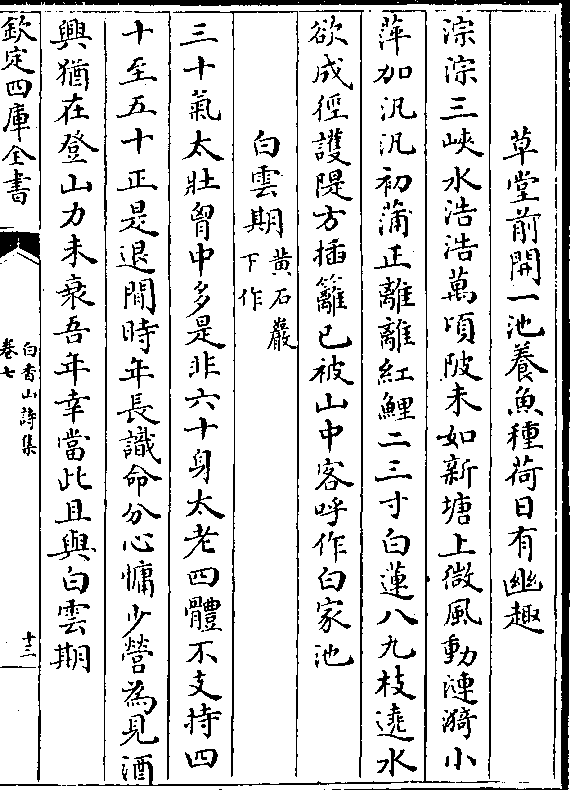 草堂前開一池養魚種荷日有幽趣
淙淙三峽水浩浩萬頃陂未如新塘上微風動漣漪小
萍加汎汎初蒲正離離紅鯉二三寸白蓮八九枝遶水
欲成徑護隄方插籬已被山中客呼作白家池
白雲期黄石巖下作
三十氣太壯胷中多是非六十身太老四體不支持四
十至五十正是退閒時年長識命分心慵少營為見酒
興猶在登山力未衰吾年幸當此且與白雲期
欽定四庫全書
白香山詩集
卷七
十三